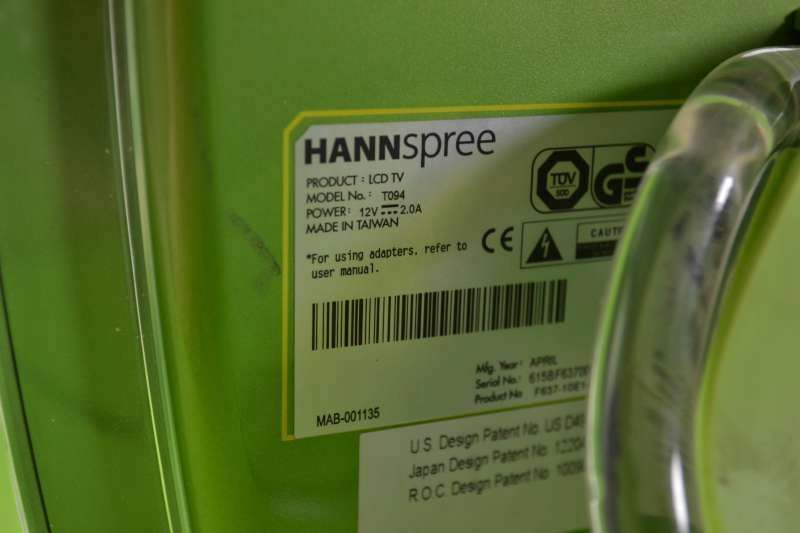 HANNspree
PRODUCT : LCD TV
MODEL No. : T094
POWER: 12V 2.0A
MADE IN TAIWAN
*For using adapters, refer to
user manual.
TÜV
GS
CE
Mfg. Year: APRIL
Serial No.:
Product No
MAB-001135
U.S. Design Patent No. US
Japan Design Patent No.
R.O.C. Design Patent No.